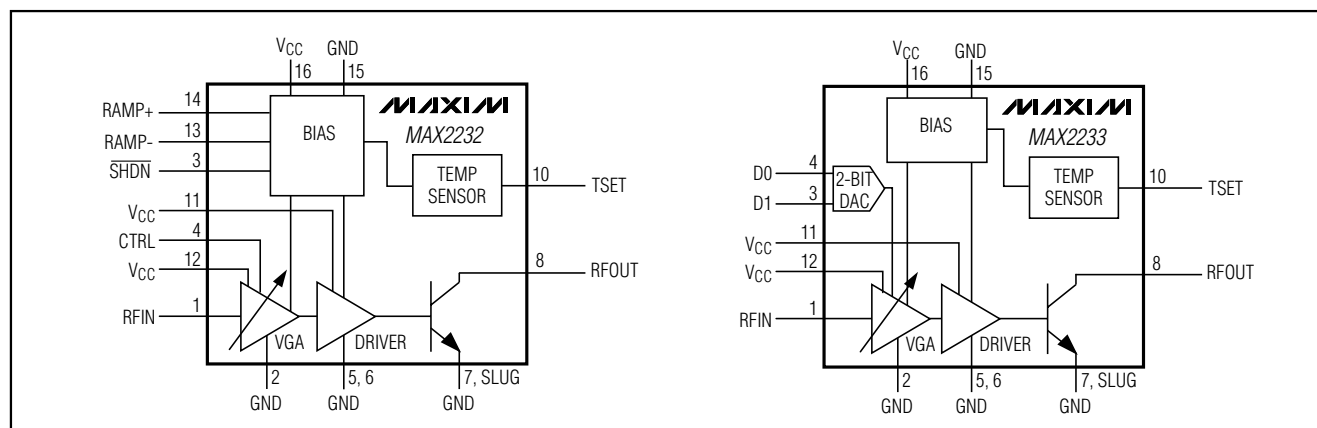 VCC GND
16 15
MAXIM
MAX2232
RAMP+ 14
RAMP- 13
SHDN 3
BIAS
TEMP SENSOR
10 TSET
VCC 11
CTRL 4
VCC 12
RFIN 1
VGA
DRIVER
8 RFOUT
2
GND
5, 6
GND
7, SLUG
GND
VCC GND
16 15
MAXIM
MAX2233
BIAS
D0 4
D1 3
2-BIT DAC
TEMP SENSOR
10 TSET
VCC 11
VCC 12
RFIN 1
VGA
DRIVER
8 RFOUT
2
GND
5, 6
GND
7, SLUG
GND